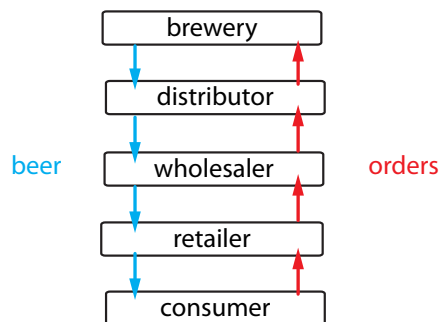 brewery
distributor
beer
wholesaler
orders
retailer
consumer